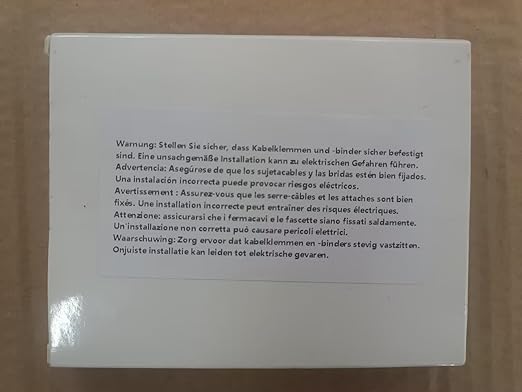 Warnung: Stellen Sie sicher, dass Kabelklemmen und -binder sicher befestigt
sind. Eine unsachgemäße Installation kann zu elektrischen Gefahren führen.
Advertencia: Asegúrese de que los sujetacables y las bridas estén bien fijados.
Una instalación incorrecta puede provocar riesgos eléctricos.
Avertissement : Assurez-vous que les serre-câbles et les attaches sont bien
fixés. Une installation incorrecte peut entraîner des risques électriques.
Attenzione: assicurarsi che i fermacavi e le fascette siano fissati saldamente.
Un'installazione non corretta può causare pericoli elettrici.
Waarschuwing: Zorg ervoor dat kabelklemmen en -binders stevig vastzitten.
Onjuiste installatie kan leiden tot elektrische gevaren.